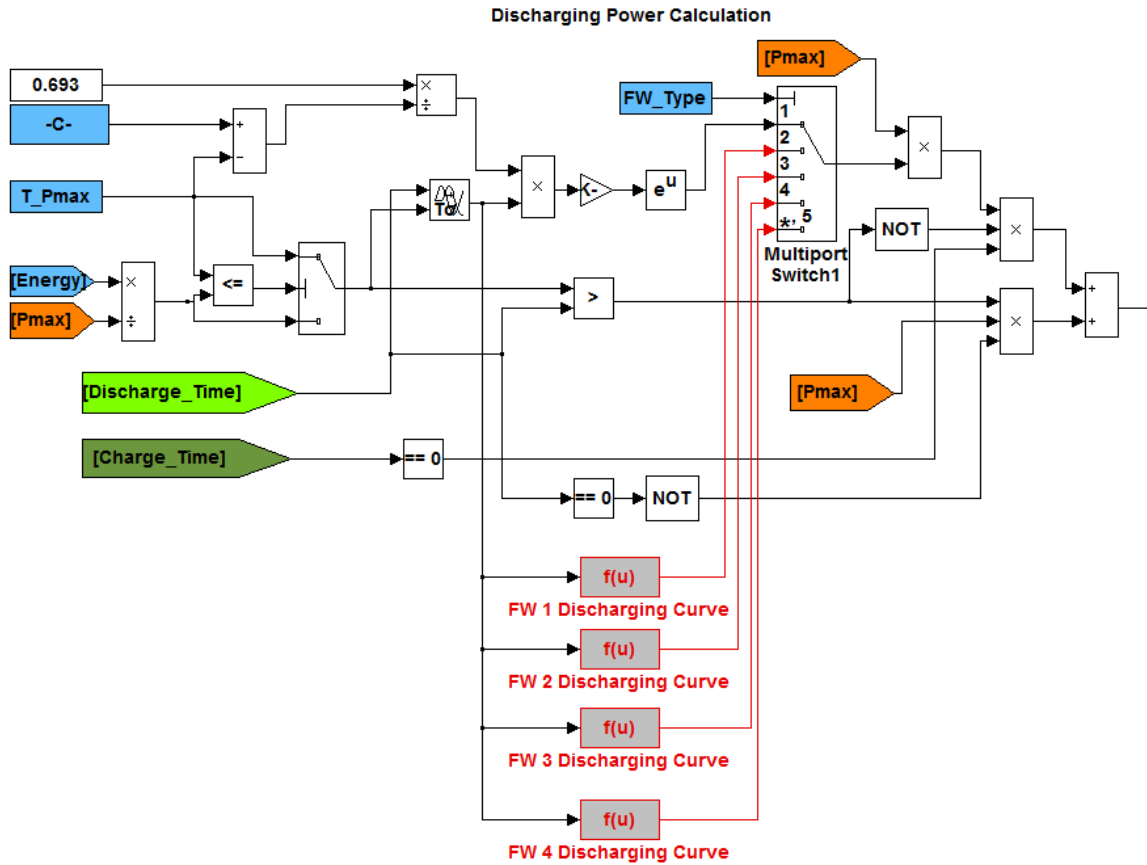 Discharging Power Calculation
[Pmax]
0.693
×
÷
FW_Type
-C-
+
−
1
2
3
4
*, 5
Multiport
Switch1
×
T_Pmax
×
K-
e^u
To
NOT
×
[Energy]
[Pmax]
×
÷
<=
>
×
+
+
[Discharge_Time]
[Pmax]
[Charge_Time]
== 0
== 0
NOT
f(u)
FW 1 Discharging Curve
f(u)
FW 2 Discharging Curve
f(u)
FW 3 Discharging Curve
f(u)
FW 4 Discharging Curve